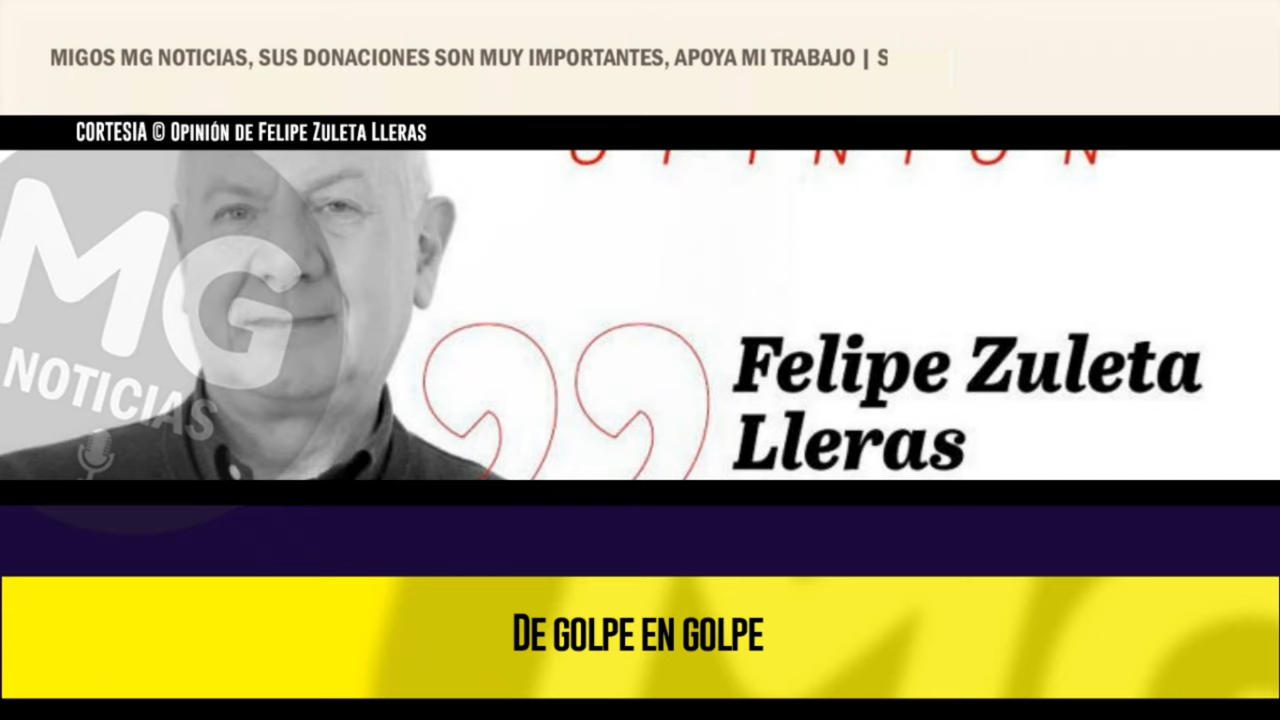 MIGOS MG NOTICIAS, SUS DONACIONES SON MUY IMPORTANTES, APOYA MI TRABAJO | S
CORTESIA © OPINIÓN DE FELIPE ZULETA LLERAS
OPINIÓN
MG
NOTICIAS
Felipe Zuleta
Lleras
DE GOLPE EN GOLPE